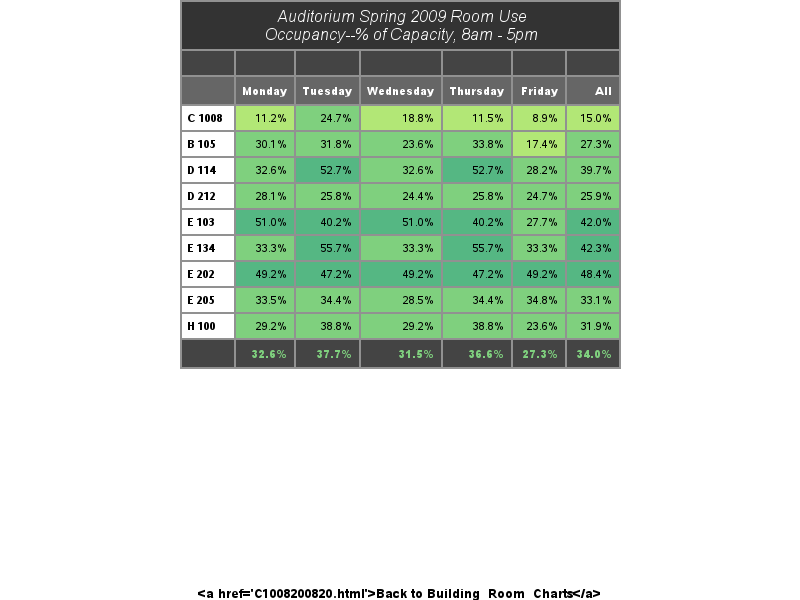 Auditorium Spring 2009 Room Use
Occupancy--% of Capacity, 8am - 5pm
Monday Tuesday Wednesday Thursday Friday All
C 1008 11.2% 24.7% 18.8% 11.5% 8.9% 15.0%
B 105 30.1% 31.8% 23.6% 33.8% 17.4% 27.3%
D 114 32.6% 52.7% 32.6% 52.7% 28.2% 39.7%
D 212 28.1% 25.8% 24.4% 25.8% 24.7% 25.9%
E 103 51.0% 40.2% 51.0% 40.2% 27.7% 42.0%
E 134 33.3% 55.7% 33.3% 55.7% 33.3% 42.3%
E 202 49.2% 47.2% 49.2% 47.2% 49.2% 48.4%
E 205 33.5% 34.4% 28.5% 34.4% 34.8% 33.1%
H 100 29.2% 38.8% 29.2% 38.8% 23.6% 31.9%
32.6% 37.7% 31.5% 36.6% 27.3% 34.0%
<a href='C1008200820.html'>Back to Building_Room_Charts</a>